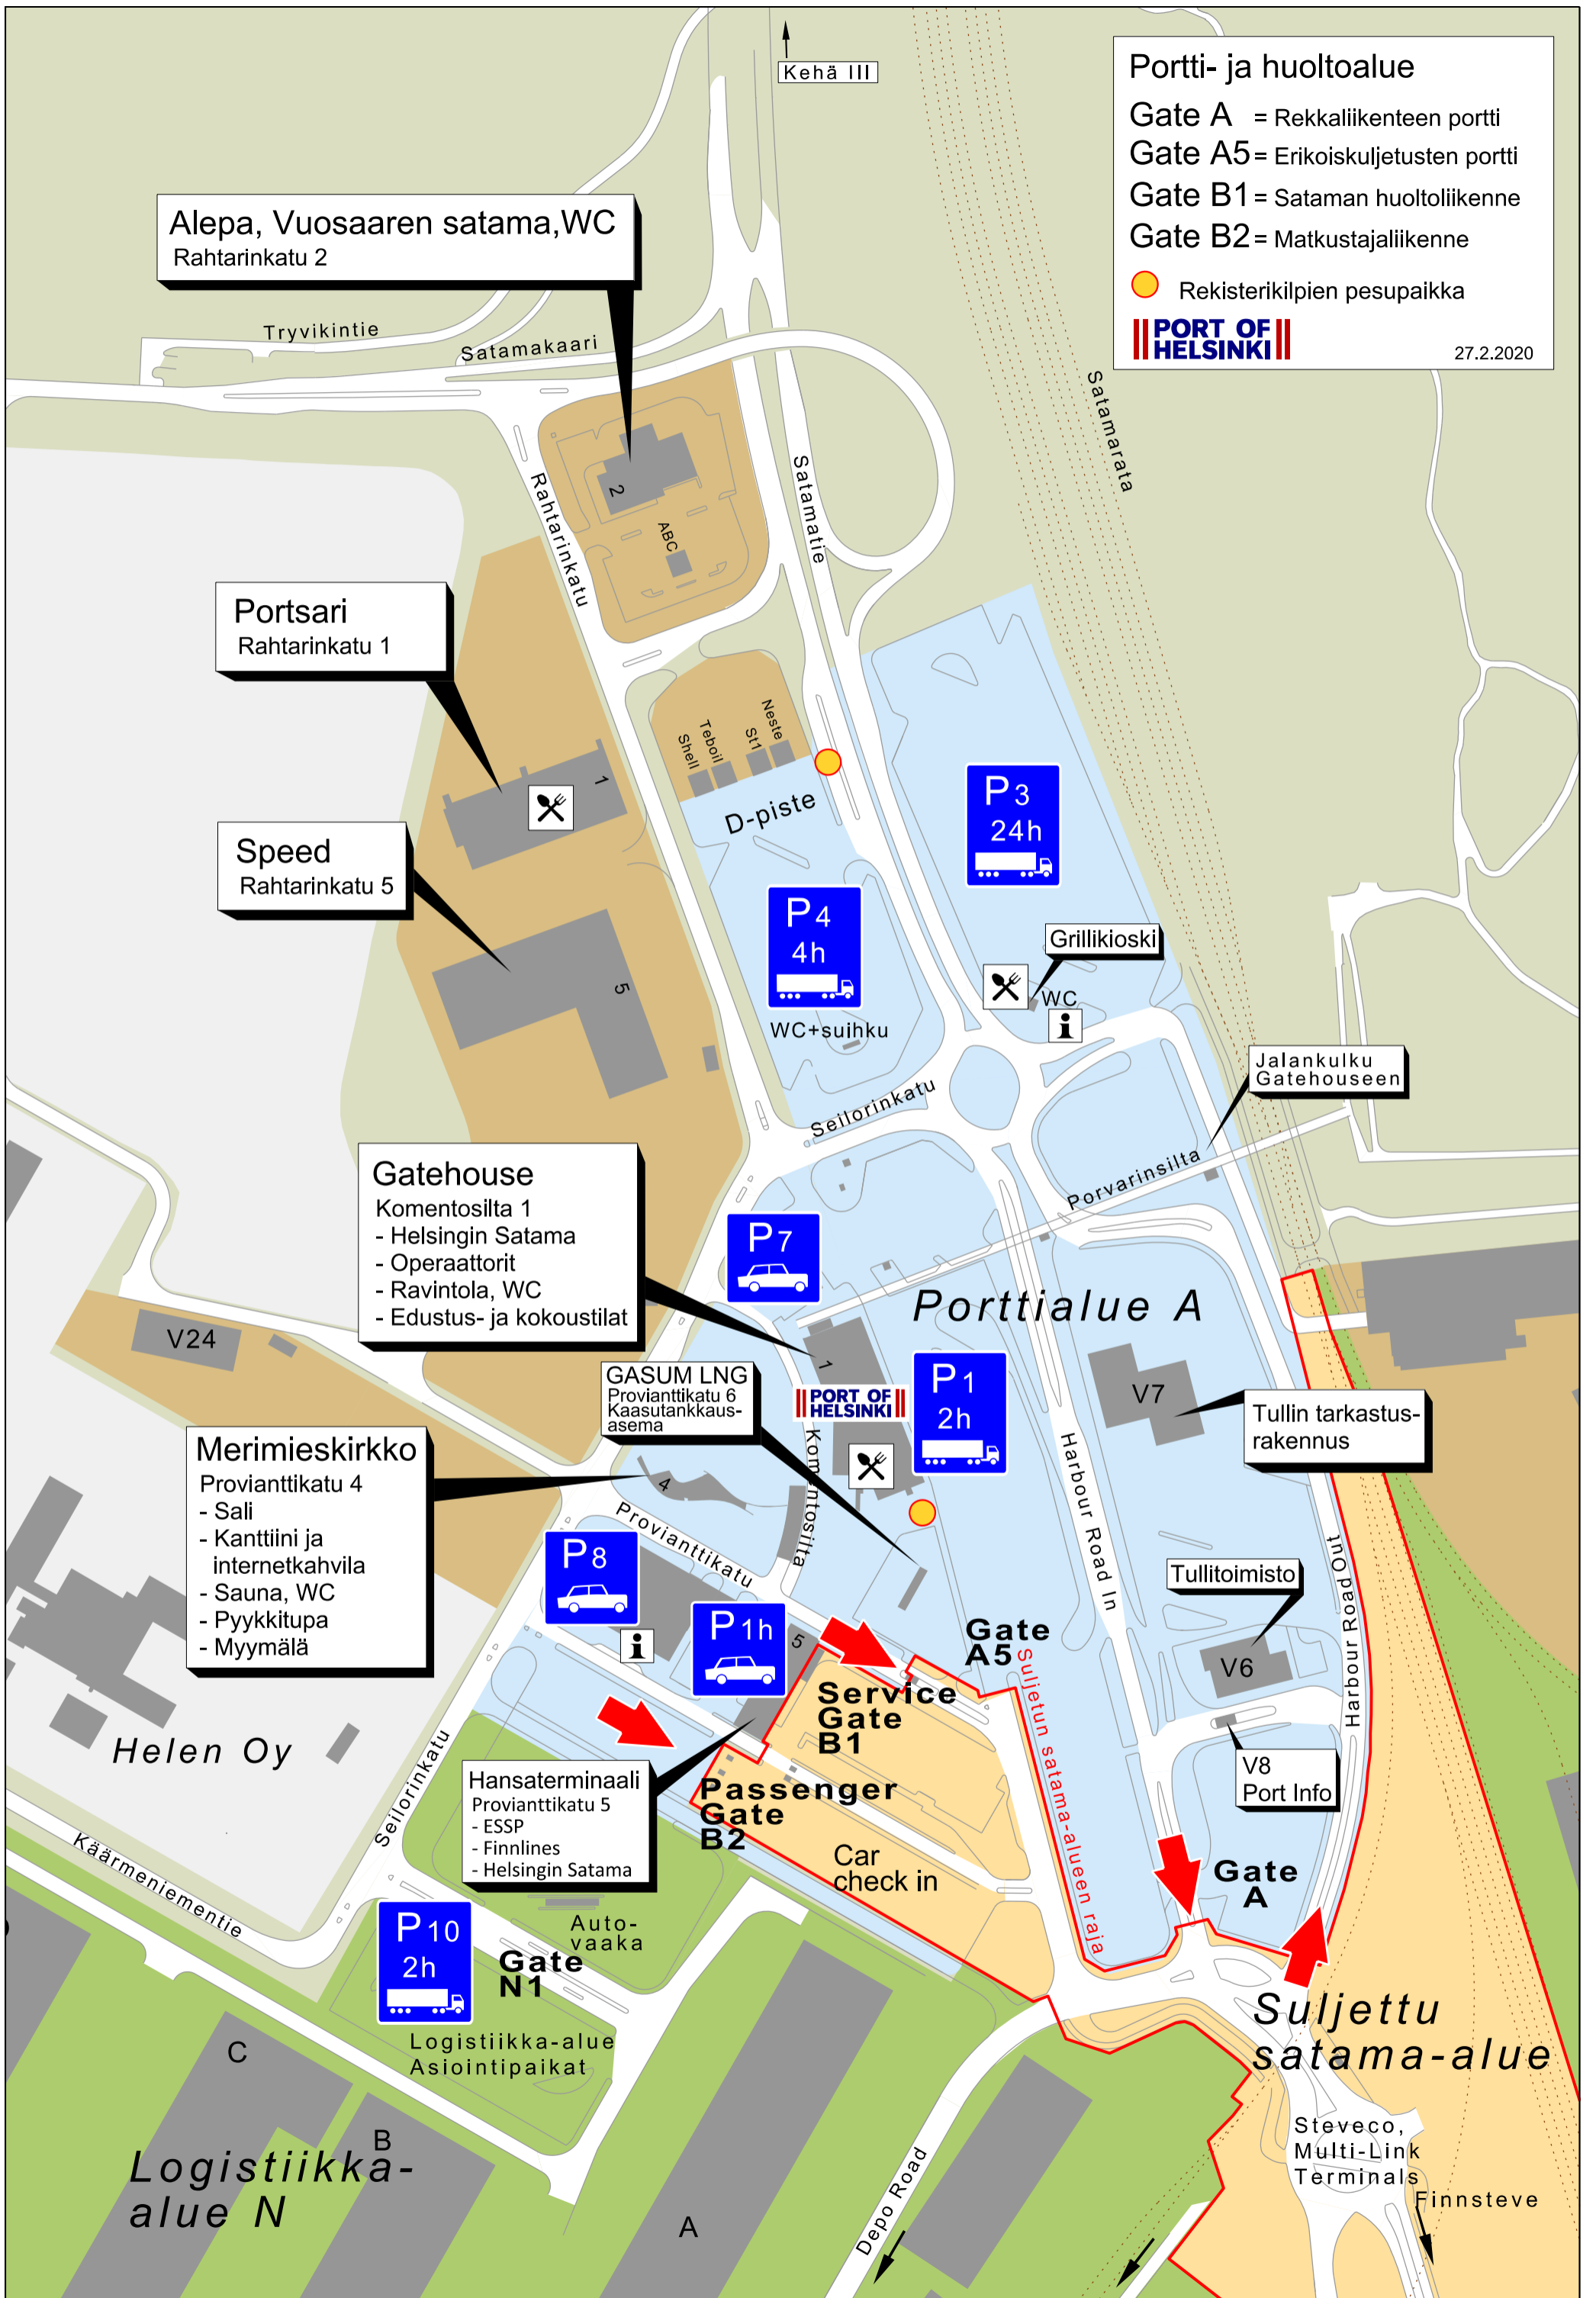 Kehä III
Portti- ja huoltoalue
Gate A = Rekkaliikenteen portti
Gate A5 = Erikoiskuljetusten portti
Gate B1 = Sataman huoltoliikenne
Gate B2 = Matkustajaliikenne
Rekisterikilpien pesupaikka
PORT OF
HELSINKI
27.2.2020
Alepa, Vuosaaren satama,WC
Rahtarinkatu 2
Tryvikintie
Satamakaari
Satamarata
Satamatie
Rahtarinkatu
2
ABC
Portsari
Rahtarinkatu 1
1
Shell
Teboil
St1
Neste
D-piste
P3
24h
Speed
Rahtarinkatu 5
5
P4
4h
WC+suihku
Grillikioski
WC
i
Jalankulku
Gatehouseen
Seilorinkatu
Porvarinsilta
Gatehouse
Komentosilta 1
- Helsingin Satama
- Operaattorit
- Ravintola, WC
- Edustus- ja kokoustilat
P7
Porttialue A
V24
1
GASUM LNG
Provianttikatu 6
Kaasutankkaus-
asema
PORT OF
HELSINKI
P1
2h
V7
Tullin tarkastus-
rakennus
Merimieskirkko
Provianttikatu 4
- Sali
- Kanttiini ja
internetkahvila
- Sauna, WC
- Pyykkitupa
- Myymälä
4
Komentosilta
Provianttikatu
Harbour Road In
Harbour Road Out
P8
i
P1h
5
Tullitoimisto
V6
Gate
A5
Suljetun satama-alueen raja
Service
Gate
B1
V8
Port Info
Helen Oy
Seilorinkatu
Hansaterminaali
Provianttikatu 5
- ESSP
- Finnlines
- Helsingin Satama
Passenger
Gate
B2
Car
check in
Gate
A
Käärmeniementie
P10
2h
Auto-
vaaka
Gate
N1
Logistiikka-alue
Asiointipaikat
Suljettu
satama-alue
C
B
A
Logistiikka-
alue N
Depo Road
Steveco,
Multi-Link
Terminals
Finnsteve